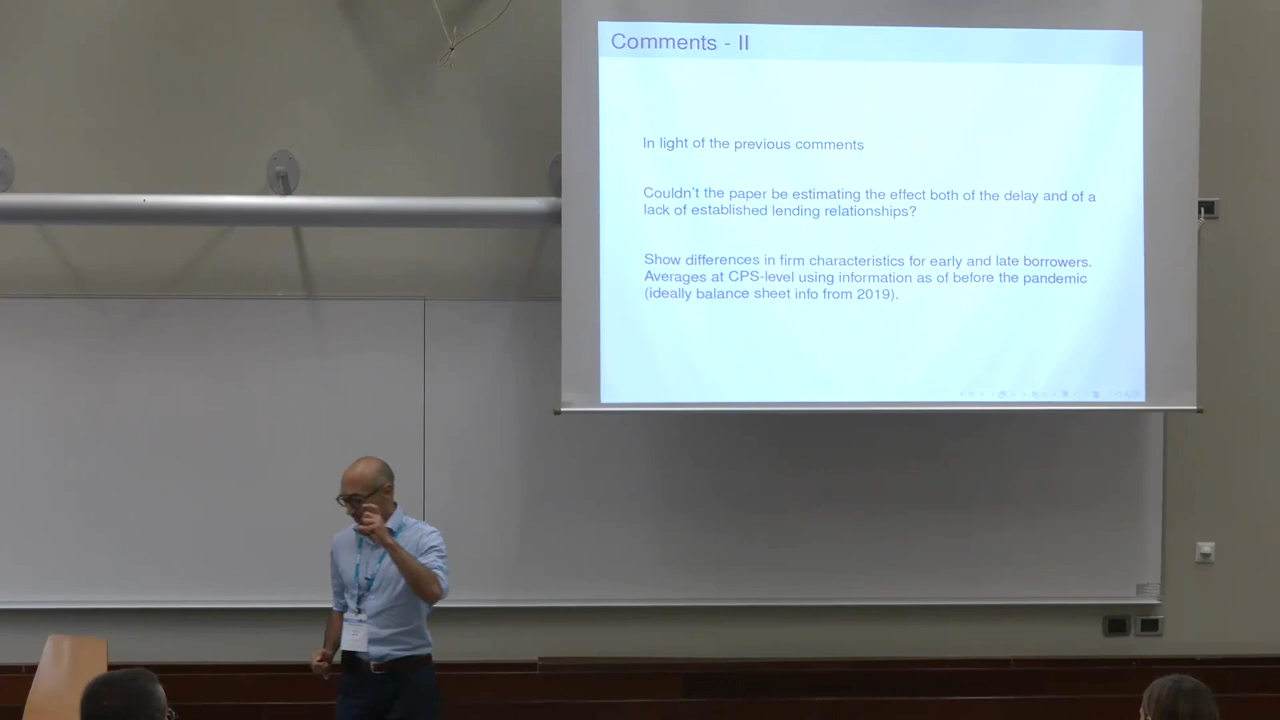 Comments - II
In light of the previous comments
Couldn't the paper be estimating the effect both of the delay and of a
lack of established lending relationships?
Show differences in firm characteristics for early and late borrowers.
Averages at CPS-level using information as of before the pandemic
(ideally balance sheet info from 2019).